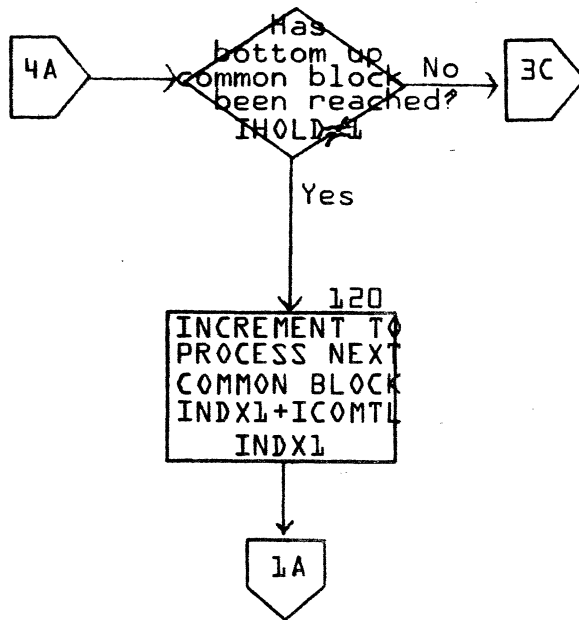 4A
Has
bottom up
Common block
been reached?
IHOLD≠1
No
3C
Yes
120
INCREMENT TO
PROCESS NEXT
COMMON BLOCK
INDX1+ICOMTL
INDX1
1A